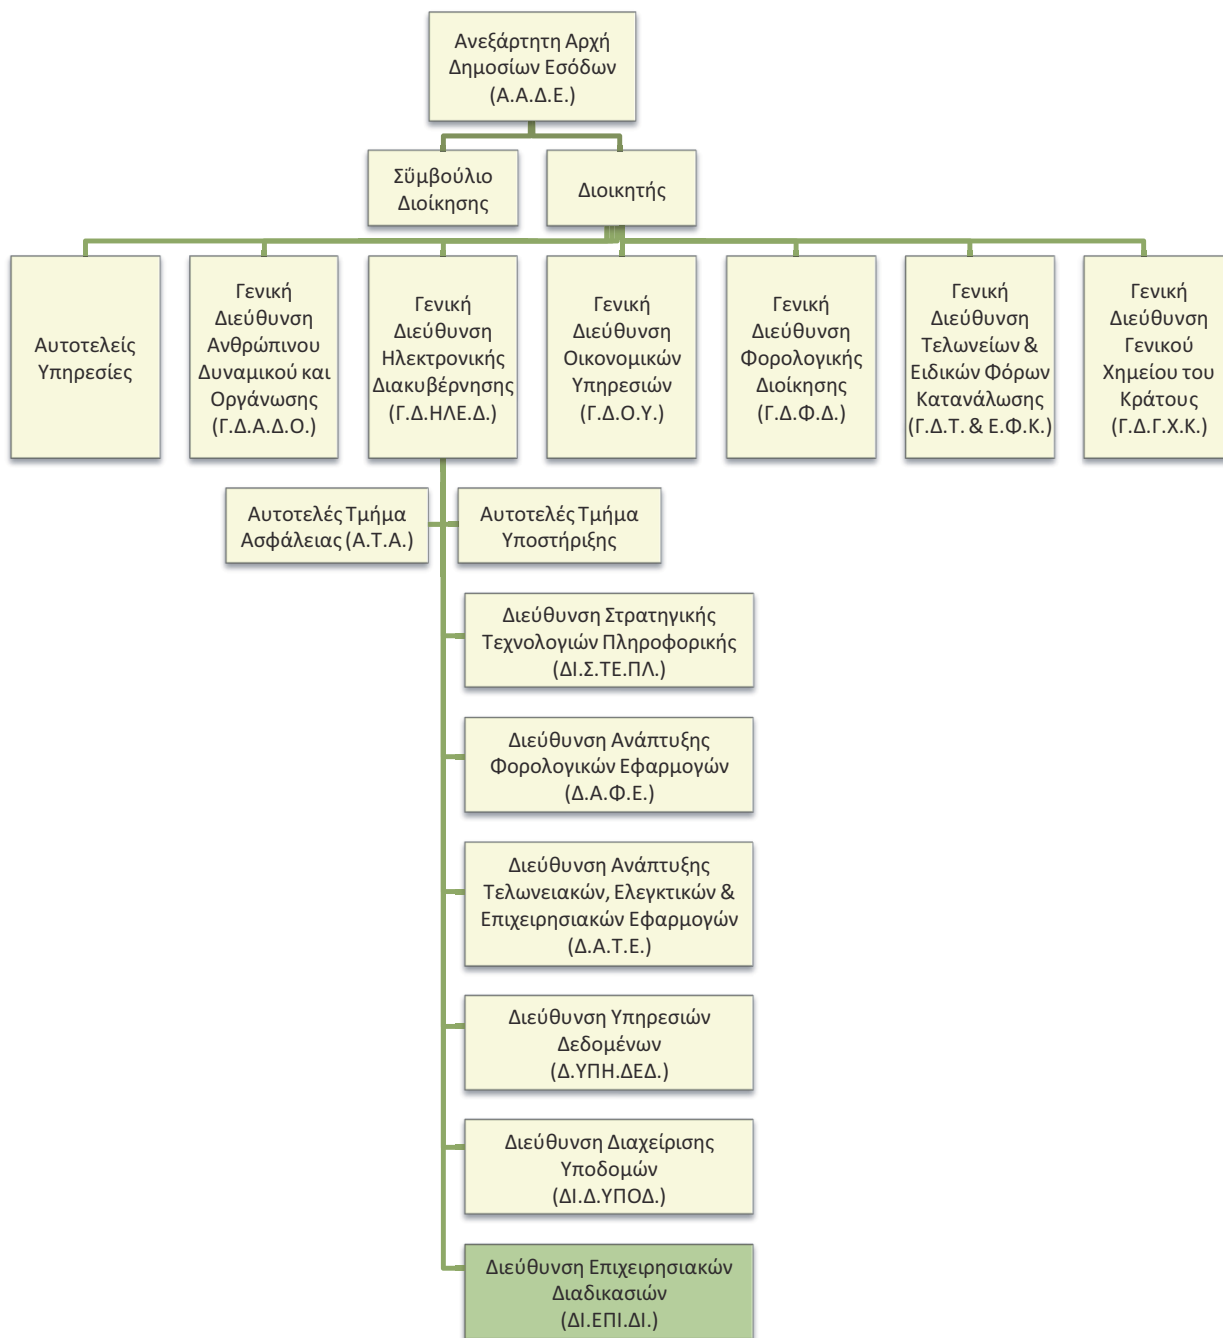 Ανεξάρτητη Αρχή
Δημοσίων Εσόδων
(Α.Α.Δ.Ε.)
Σΰμβούλιο
Διοίκησης
Διοικητής
Αυτοτελείς
Υπηρεσίες
Γενική
Διεύθυνση
Ανθρώπινου
Δυναμικού και
Οργάνωσης
(Γ.Δ.Α.Δ.Ο.)
Γενική
Διεύθυνση
Ηλεκτρονικής
Διακυβέρνησης
(Γ.Δ.ΗΛΕ.Δ.)
Γενική
Διεύθυνση
Οικονομικών
Υπηρεσιών
(Γ.Δ.Ο.Υ.)
Γενική
Διεύθυνση
Φορολογικής
Διοίκησης
(Γ.Δ.Φ.Δ.)
Γενική
Διεύθυνση
Τελωνείων &
Ειδικών Φόρων
Κατανάλωσης
(Γ.Δ.Τ. & Ε.Φ.Κ.)
Γενική
Διεύθυνση
Γενικού
Χημείου του
Κράτους
(Γ.Δ.Γ.Χ.Κ.)
Αυτοτελές Τμήμα
Ασφάλειας (Α.Τ.Α.)
Αυτοτελές Τμήμα
Υποστήριξης
Διεύθυνση Στρατηγικής
Τεχνολογιών Πληροφορικής
(ΔΙ.Σ.ΤΕ.ΠΛ.)
Διεύθυνση Ανάπτυξης
Φορολογικών Εφαρμογών
(Δ.Α.Φ.Ε.)
Διεύθυνση Ανάπτυξης
Τελωνειακών, Ελεγκτικών &
Επιχειρησιακών Εφαρμογών
(Δ.Α.Τ.Ε.)
Διεύθυνση Υπηρεσιών
Δεδομένων
(Δ.ΥΠΗ.ΔΕΔ.)
Διεύθυνση Διαχείρισης
Υποδομών
(ΔΙ.Δ.ΥΠΟΔ.)
Διεύθυνση Επιχειρησιακών
Διαδικασιών
(ΔΙ.ΕΠΙ.ΔΙ.)